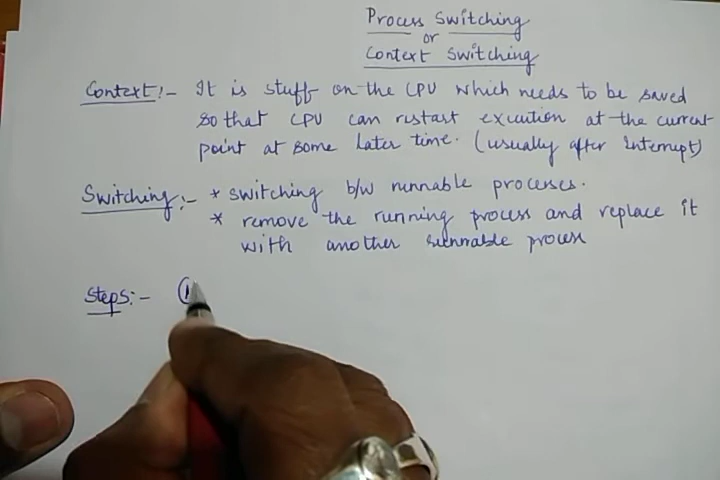 Process Switching
or
Context Switching
Context:- It is stuff on the CPU which needs to be saved
so that CPU can restart execution at the current
point at some later time. (usually after Interrupt)
Switching:- * switching b/w runnable processes.
* remove the running process and replace it
with another runnable process
Steps:- ①